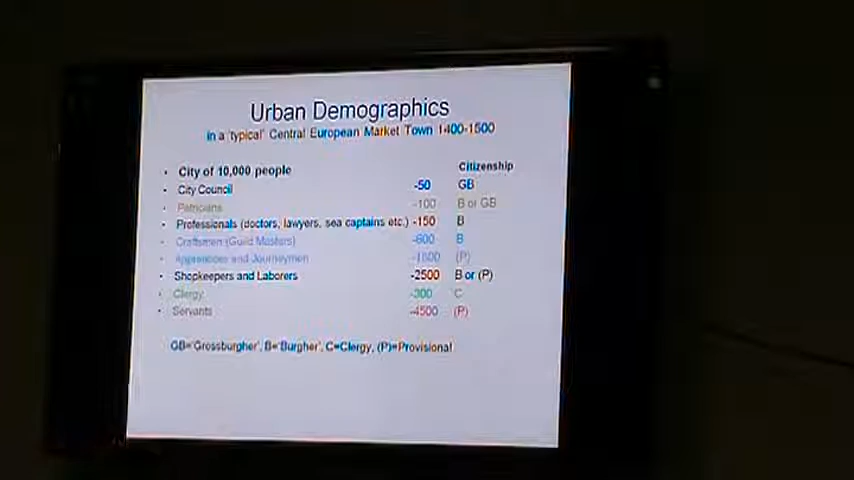 Urban Demographics
in a 'typical' Central European Market Town 1400-1500
• City of 10,000 people Citizenship
• City Council -50 GB
• Patricians -100 B or GB
• Professionals (doctors, lawyers, sea captains etc.) -150 B
• Craftsmen (Guild Masters) -600 B
• Apprentices and Journeymen -1800 (P)
• Shopkeepers and Laborers -2500 B or (P)
• Clergy -300 C
• Servants -4500 (P)
GB='Grossburgher', B='Burgher', C=Clergy, (P)=Provisional